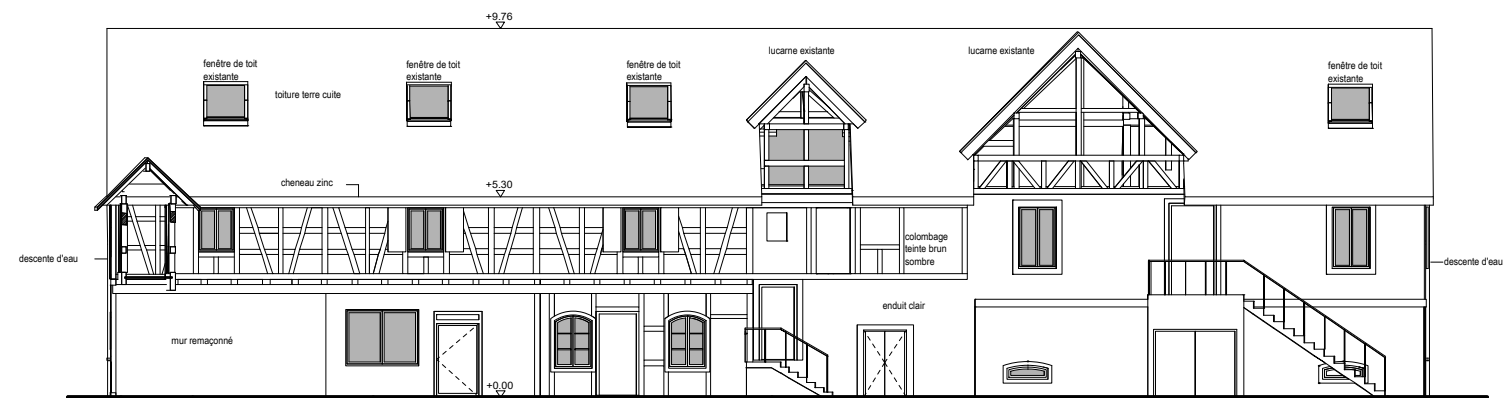 +9.76
fenêtre de toit
existante
toiture terre cuite
fenêtre de toit
existante
fenêtre de toit
existante
lucarne existante
lucarne existante
fenêtre de toit
existante
cheneau zinc
+5.30
colombage
teinte brun
sombre
descente d'eau
descente d'eau
enduit clair
mur remaçonné
+0.00